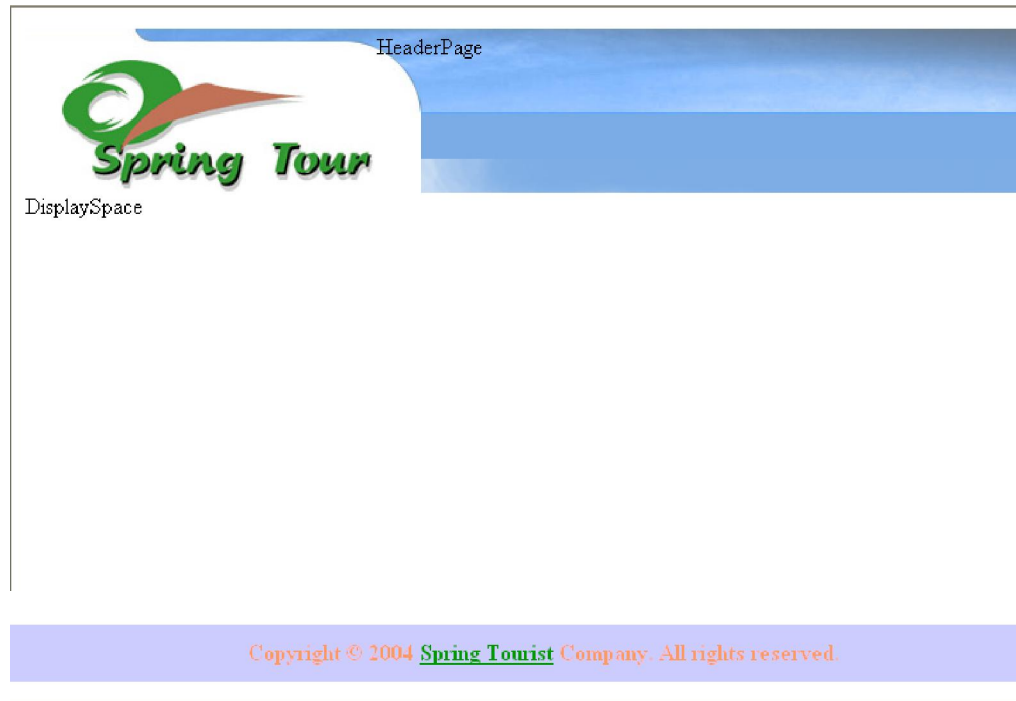 HeaderPage
Spring Tour
DisplaySpace
Copyright © 2004 Spring Tourist Company. All rights reserved.